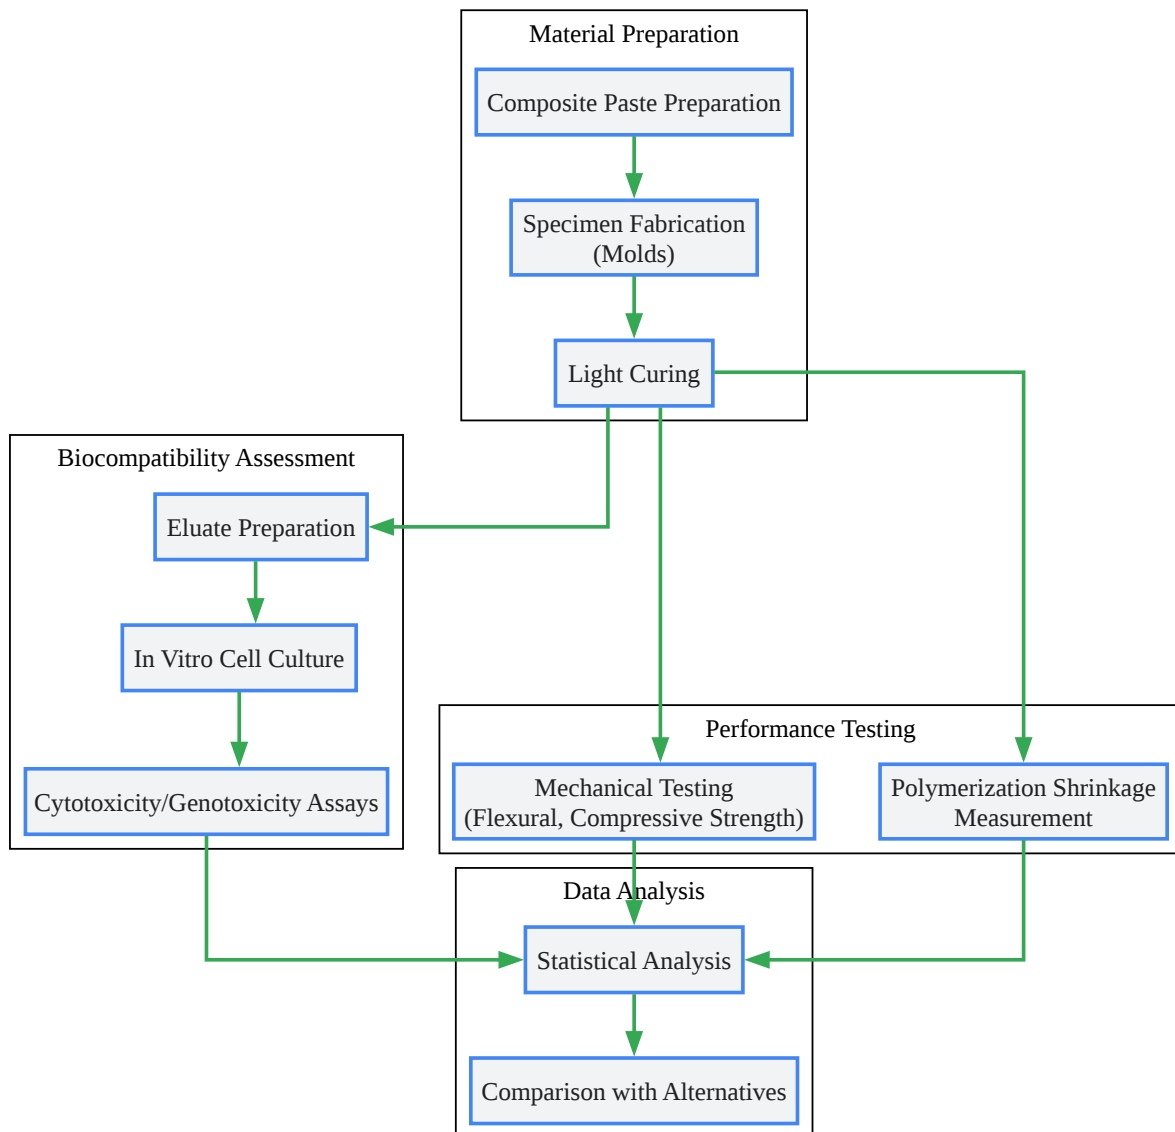 Material Preparation
Composite Paste Preparation
Specimen Fabrication
(Molds)
Light Curing
Biocompatibility Assessment
Eluate Preparation
In Vitro Cell Culture
Cytotoxicity/Genotoxicity Assays
Performance Testing
Mechanical Testing
(Flexural, Compressive Strength)
Polymerization Shrinkage
Measurement
Data Analysis
Statistical Analysis
Comparison with Alternatives